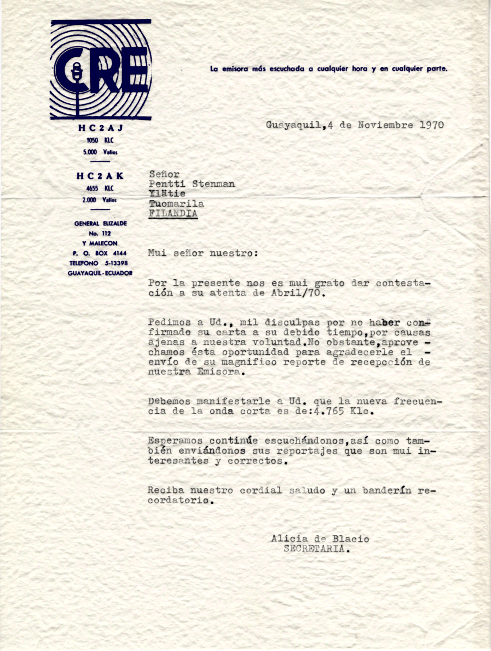 CRE
La emisora más escuchada a cualquier hora y en cualquier parte.
HC2AJ
1050 KLC
5.000 Vatios
HC2AK
4655 KLC
2.000 Vatios
GENERAL ELIZALDE
No. 112
Y MALECON
P. O. BOX 4144
TELEFONO 5-13398
GUAYAQUIL-ECUADOR
Guayaquil,4 de Noviembre 1970
Señor
Pentti Stenman
Ylätie
Tuomarila
FILANDIA
Mui señor nuestro:
Por la presente nos es mui grato dar contesta-
ción a su atenta de Abril/70.
Pedimos a Ud., mil disculpas por no haber con-
firmado su carta a su debido tiempo,por causas
ajenas a nuestra voluntad.No obstante,aprove -
chamos ésta oportunidad para agradecerle el -
envío de su magnífico reporte de recepción de
nuestra Emisora.
Debemos manifestarle a Ud. que la nueva frecuen-
cia de la onda corta es de:4.765 Klc.
Esperamos continúe escuchándonos,así como tam-
bién enviándonos sus reportajes que son mui in-
teresantes y correctos.
Reciba nuestro cordial saludo y un banderín re-
cordatorio.
Alicia de Blacio
SECRETARIA.